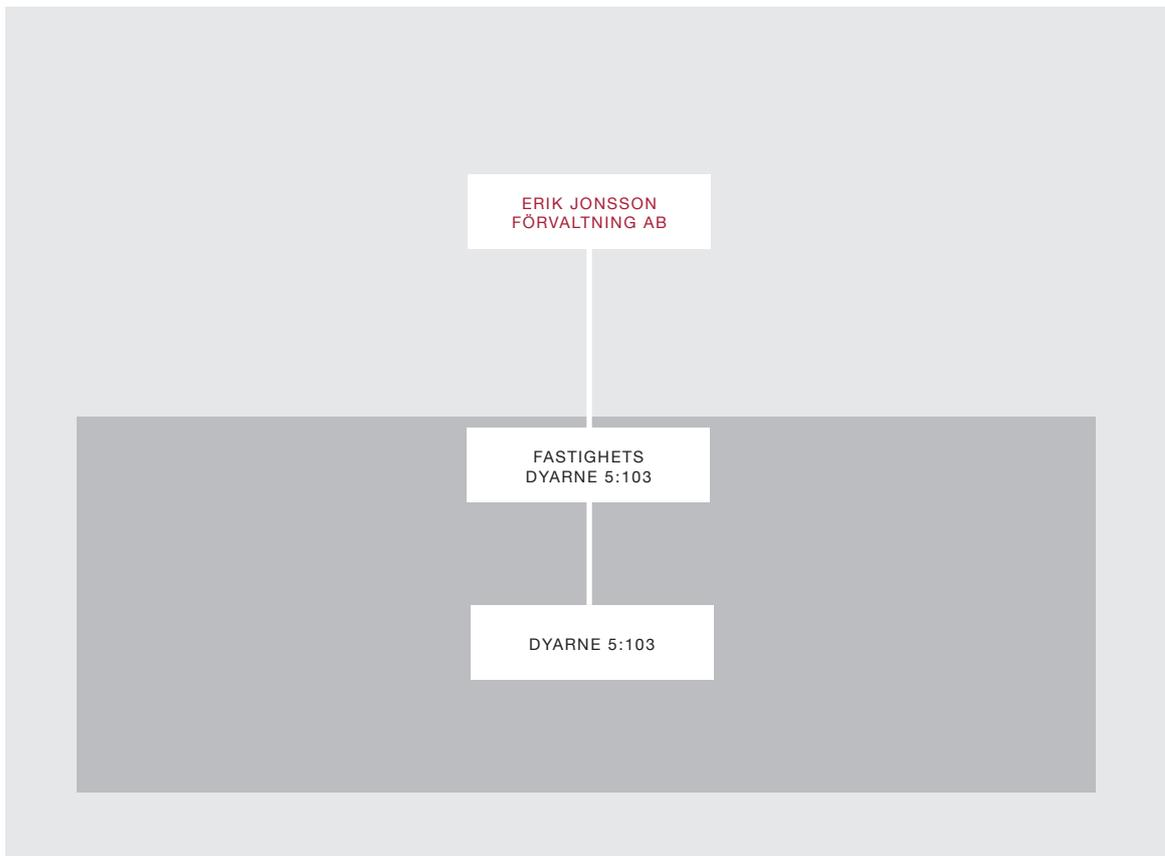 ERIK JONSSON
FÖRVALTNING AB
FASTIGHETS
DYARNE 5:103
DYARNE 5:103